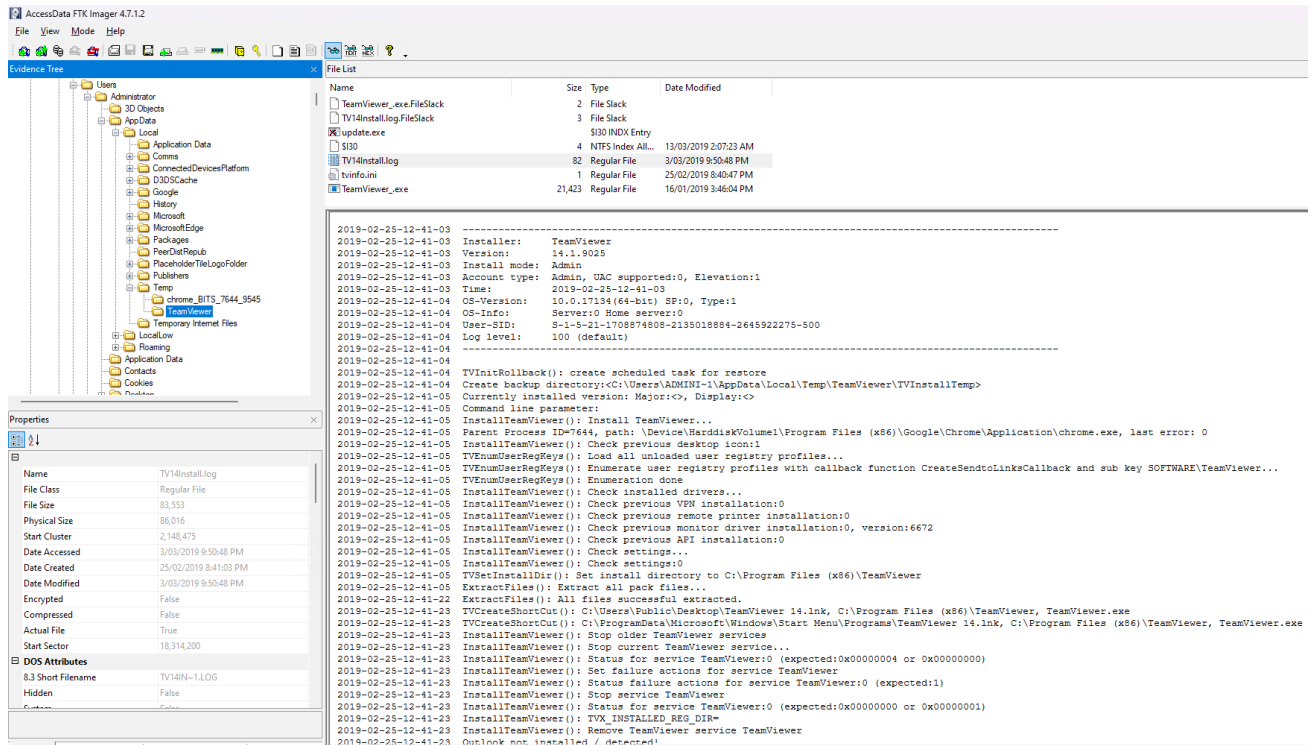 AccessData FTK Imager 4.7.1.2
File View Mode Help
Evidence Tree
Users
Administrator
3D Objects
AppData
Local
Application Data
Comms
ConnectedDevicesPlatform
D3DSCache
Google
History
Microsoft
MicrosoftEdge
Packages
PeerDistRepub
PlaceholderTileLogoFolder
Publishers
Temp
chrome_BITS_7644_9545
TeamViewer
Temporary Internet Files
LocalLow
Roaming
Application Data
Contacts
Cookies
Desktop
Properties
Name TV14Install.log
File Class Regular File
File Size 83,553
Physical Size 86,016
Start Cluster 2,148,475
Date Accessed 3/03/2019 9:50:48 PM
Date Created 25/02/2019 8:41:03 PM
Date Modified 3/03/2019 9:50:48 PM
Encrypted False
Compressed False
Actual File True
Start Sector 18,314,200
DOS Attributes
8.3 Short Filename TV14IN~1.LOG
Hidden False
File List
Name Size Type Date Modified
TeamViewer_.exe.FileSlack 2 File Slack
TV14Install.log.FileSlack 3 File Slack
update.exe $I30 INDX Entry
$I30 4 NTFS Index All... 13/03/2019 2:07:23 AM
TV14Install.log 82 Regular File 3/03/2019 9:50:48 PM
tvinfo.ini 1 Regular File 25/02/2019 8:40:47 PM
TeamViewer_.exe 21,423 Regular File 16/01/2019 3:46:04 PM
2019-02-25-12-41-03 ----------------------------------------------------------------------------------------------------
2019-02-25-12-41-03 Installer: TeamViewer
2019-02-25-12-41-03 Version: 14.1.9025
2019-02-25-12-41-03 Install mode: Admin
2019-02-25-12-41-03 Account type: Admin, UAC supported:0, Elevation:1
2019-02-25-12-41-03 Time: 2019-02-25-12-41-03
2019-02-25-12-41-04 OS-Version: 10.0.17134(64-bit) SP:0, Type:1
2019-02-25-12-41-04 OS-Info: Server:0 Home server:0
2019-02-25-12-41-04 User-SID: S-1-5-21-1708874808-2135018884-2645922275-500
2019-02-25-12-41-04 Log level: 100 (default)
2019-02-25-12-41-04 ----------------------------------------------------------------------------------------------------
2019-02-25-12-41-04
2019-02-25-12-41-04 TVInitRollback(): create scheduled task for restore
2019-02-25-12-41-04 Create backup directory:<C:\Users\ADMINI~1\AppData\Local\Temp\TeamViewer\TVInstallTemp>
2019-02-25-12-41-05 Currently installed version: Major:<>, Display:<>
2019-02-25-12-41-05 Command line parameter:
2019-02-25-12-41-05 InstallTeamViewer(): Install TeamViewer...
2019-02-25-12-41-05 Parent Process ID=7644, path: \Device\HarddiskVolume1\Program Files (x86)\Google\Chrome\Application\chrome.exe, last error: 0
2019-02-25-12-41-05 InstallTeamViewer(): Check previous desktop icon:1
2019-02-25-12-41-05 TVEnumUserRegKeys(): Load all unloaded user registry profiles...
2019-02-25-12-41-05 TVEnumUserRegKeys(): Enumerate user registry profiles with callback function CreateSendtoLinksCallback and sub key SOFTWARE\TeamViewer...
2019-02-25-12-41-05 TVEnumUserRegKeys(): Enumeration done
2019-02-25-12-41-05 InstallTeamViewer(): Check installed drivers...
2019-02-25-12-41-05 InstallTeamViewer(): Check previous VPN installation:0
2019-02-25-12-41-05 InstallTeamViewer(): Check previous remote printer installation:0
2019-02-25-12-41-05 InstallTeamViewer(): Check previous monitor driver installation:0, version:6672
2019-02-25-12-41-05 InstallTeamViewer(): Check previous API installation:0
2019-02-25-12-41-05 InstallTeamViewer(): Check settings...
2019-02-25-12-41-05 InstallTeamViewer(): Check settings:0
2019-02-25-12-41-05 TVSetInstallDir(): Set install directory to C:\Program Files (x86)\TeamViewer
2019-02-25-12-41-05 ExtractFiles(): Extract all pack files...
2019-02-25-12-41-22 ExtractFiles(): All files successful extracted.
2019-02-25-12-41-23 TVCreateShortCut(): C:\Users\Public\Desktop\TeamViewer 14.lnk, C:\Program Files (x86)\TeamViewer, TeamViewer.exe
2019-02-25-12-41-23 TVCreateShortCut(): C:\ProgramData\Microsoft\Windows\Start Menu\Programs\TeamViewer 14.lnk, C:\Program Files (x86)\TeamViewer, TeamViewer.exe
2019-02-25-12-41-23 InstallTeamViewer(): Stop older TeamViewer services
2019-02-25-12-41-23 InstallTeamViewer(): Stop current TeamViewer service...
2019-02-25-12-41-23 InstallTeamViewer(): Status for service TeamViewer:0 (expected:0x00000004 or 0x00000000)
2019-02-25-12-41-23 InstallTeamViewer(): Set failure actions for service TeamViewer
2019-02-25-12-41-23 InstallTeamViewer(): Status failure actions for service TeamViewer:0 (expected:1)
2019-02-25-12-41-23 InstallTeamViewer(): Stop service TeamViewer
2019-02-25-12-41-23 InstallTeamViewer(): Status for service TeamViewer:0 (expected:0x00000000 or 0x00000001)
2019-02-25-12-41-23 InstallTeamViewer(): TVX_INSTALLED_REG_DIR=
2019-02-25-12-41-23 InstallTeamViewer(): Remove TeamViewer service TeamViewer
2019-02-25-12-41-23 Outlook not installed / detected!